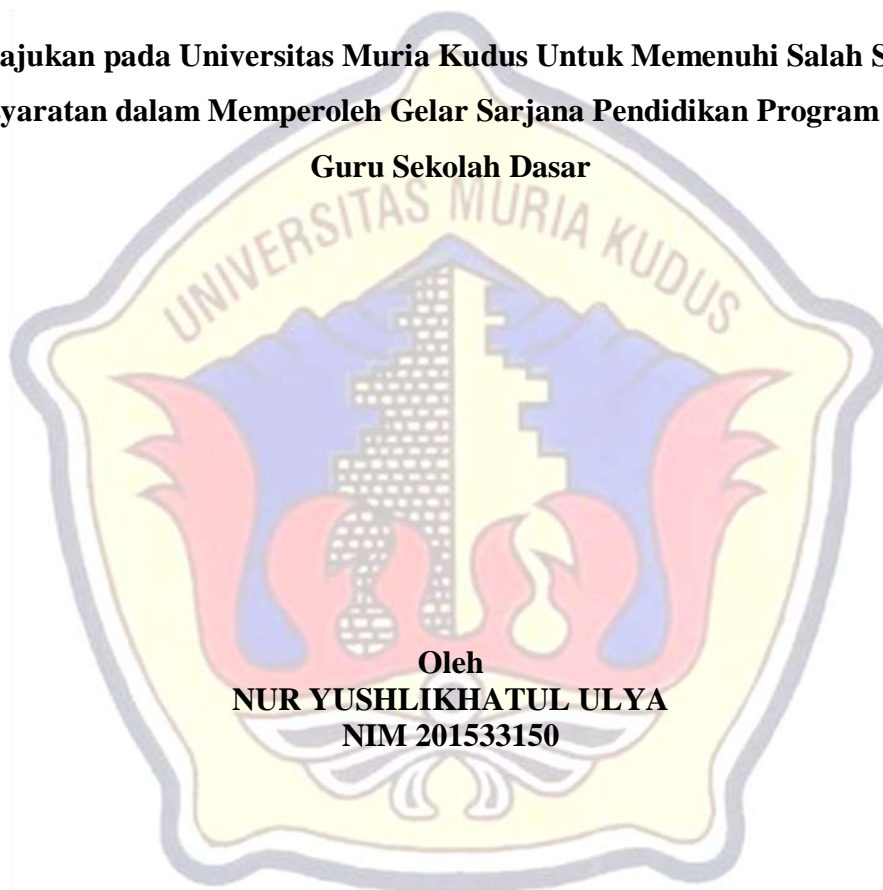 ajukan pada Universitas Muria Kudus Untuk Memenuhi Salah S
yaratan dalam Memperoleh Gelar Sarjana Pendidikan Program
Guru Sekolah Dasar
UNIVERSITAS MURIA KUDUS
Oleh
NUR YUSHLIKHATUL ULYA
NIM 201533150